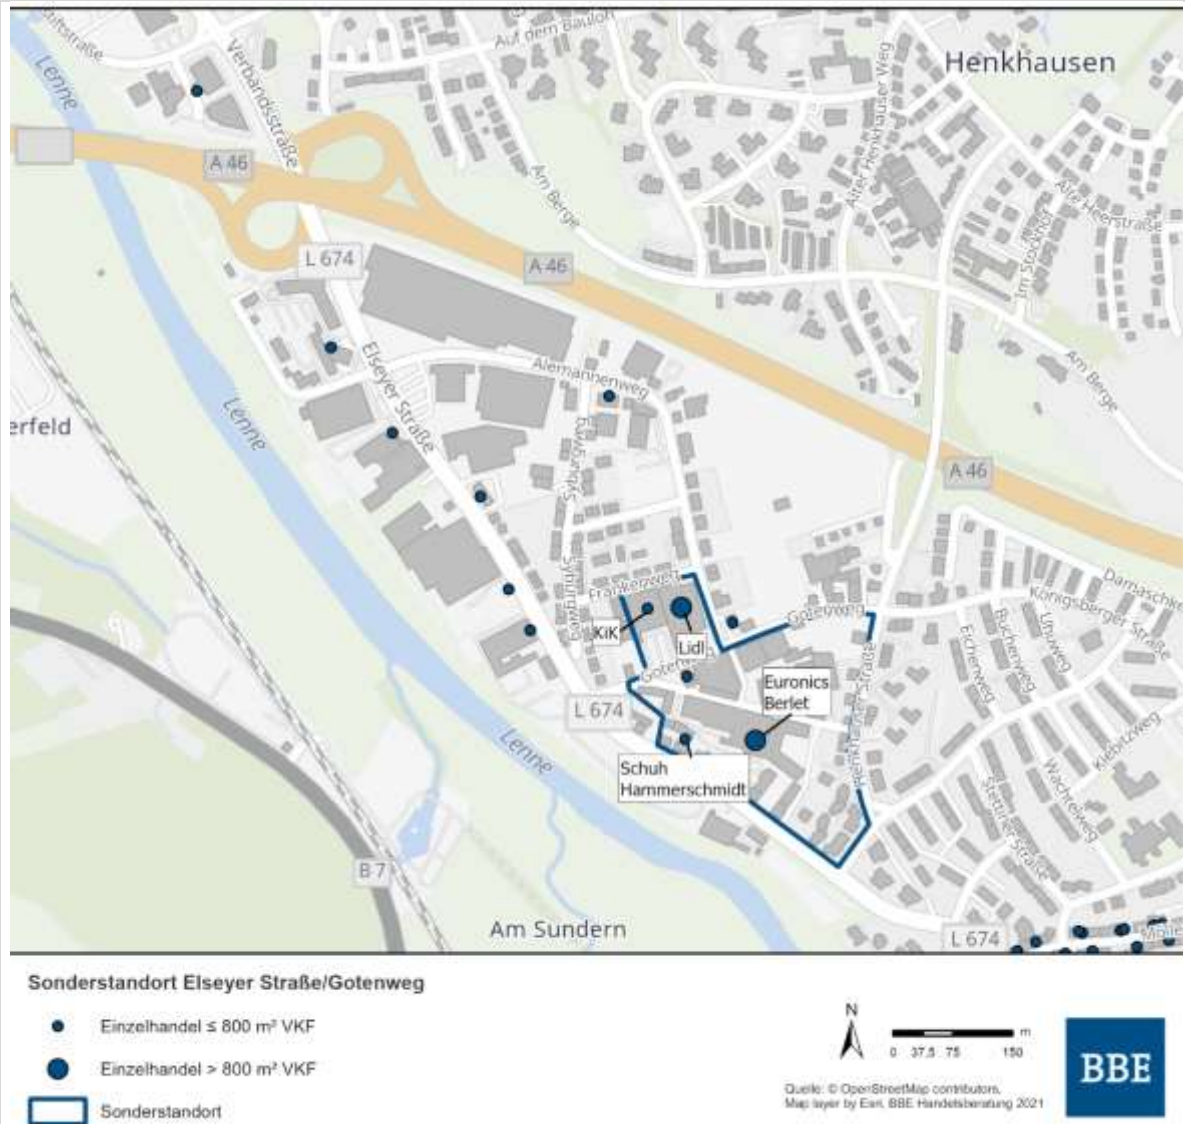 Stiftstraße
Auf dem Bauloh
Henkhausen
Verbandsstraße
Lenne
Alter Henkhauser Weg
A 46
Am Berge
Alte Heerstraße
Im Stockhof
L 674
A 46
Elseyer Straße
Alemannenweg
Am Berge
Lenne
erfeld
Syburgweg
A 46
Syburgweg
Frankenweg
Damaschke
Königsberger Straße
Gotenweg
KiK
Lidl
Uhuweg
Buchenweg
Eichenweg
Gotenweg
Euronics
Berlet
Henkhauser Straße
L 674
Kiebitzweg
Lenne
Schuh
Hammerschmidt
Wachtelweg
Stettiner Straße
B 7
Am Sundern
L 674
Sonderstandort Elseyer Straße/Gotenweg
Einzelhandel ≤ 800 m² VKF
Einzelhandel > 800 m² VKF
Sonderstandort
N
m
0 37,5 75 150
Quelle: © OpenStreetMap contributors,
Map layer by Esri, BBE Handelsberatung 2021
BBE